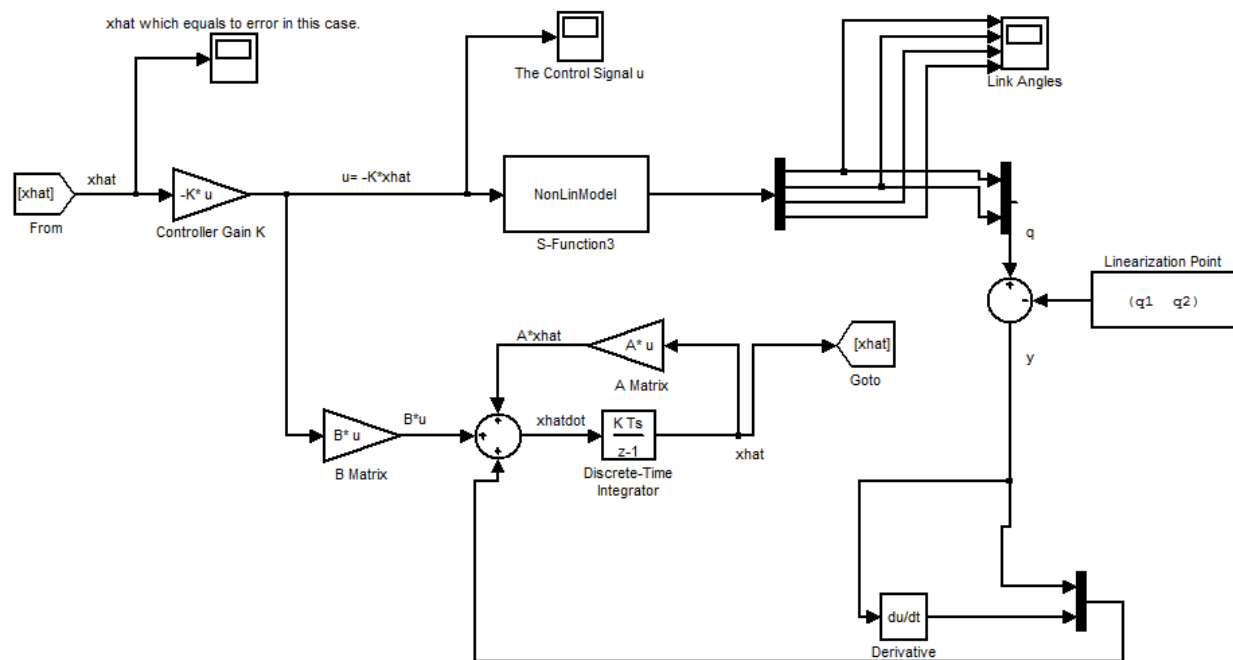 xhat which equals to error in this case.
The Control Signal u
Link Angles
[xhat]
From
xhat
-K* u
Controller Gain K
u= -K*xhat
NonLinModel
S-Function3
q
Linearization Point
(q1 q2)
y
A*xhat
A* u
A Matrix
[xhat]
Goto
B* u
B Matrix
B*u
xhatdot
K Ts
z-1
Discrete-Time
Integrator
xhat
du/dt
Derivative